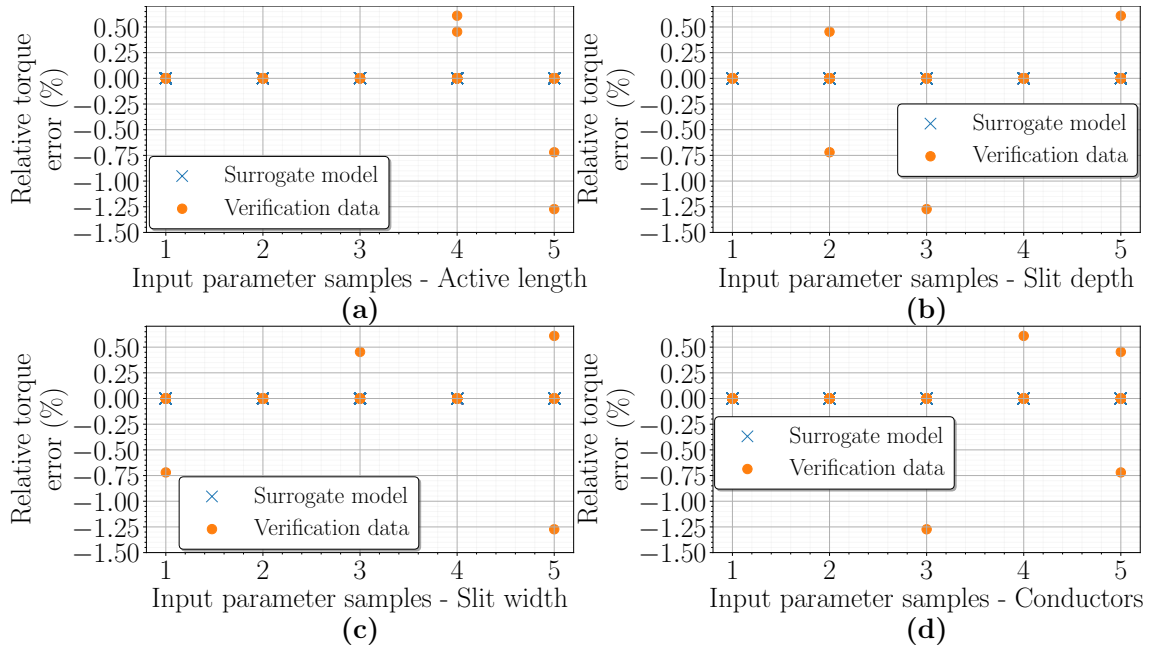 Relative torque
error (%)
0.50
0.25
0.00
−0.25
−0.50
−0.75
−1.00
−1.25
−1.50
Surrogate model
Verification data
1 2 3 4 5
Input parameter samples - Active length
(a)
Relative torque
error (%)
0.50
0.25
0.00
−0.25
−0.50
−0.75
−1.00
−1.25
−1.50
Surrogate model
Verification data
1 2 3 4 5
Input parameter samples - Slit depth
(b)
Relative torque
error (%)
0.50
0.25
0.00
−0.25
−0.50
−0.75
−1.00
−1.25
−1.50
Surrogate model
Verification data
1 2 3 4 5
Input parameter samples - Slit width
(c)
Relative torque
error (%)
0.50
0.25
0.00
−0.25
−0.50
−0.75
−1.00
−1.25
−1.50
Surrogate model
Verification data
1 2 3 4 5
Input parameter samples - Conductors
(d)